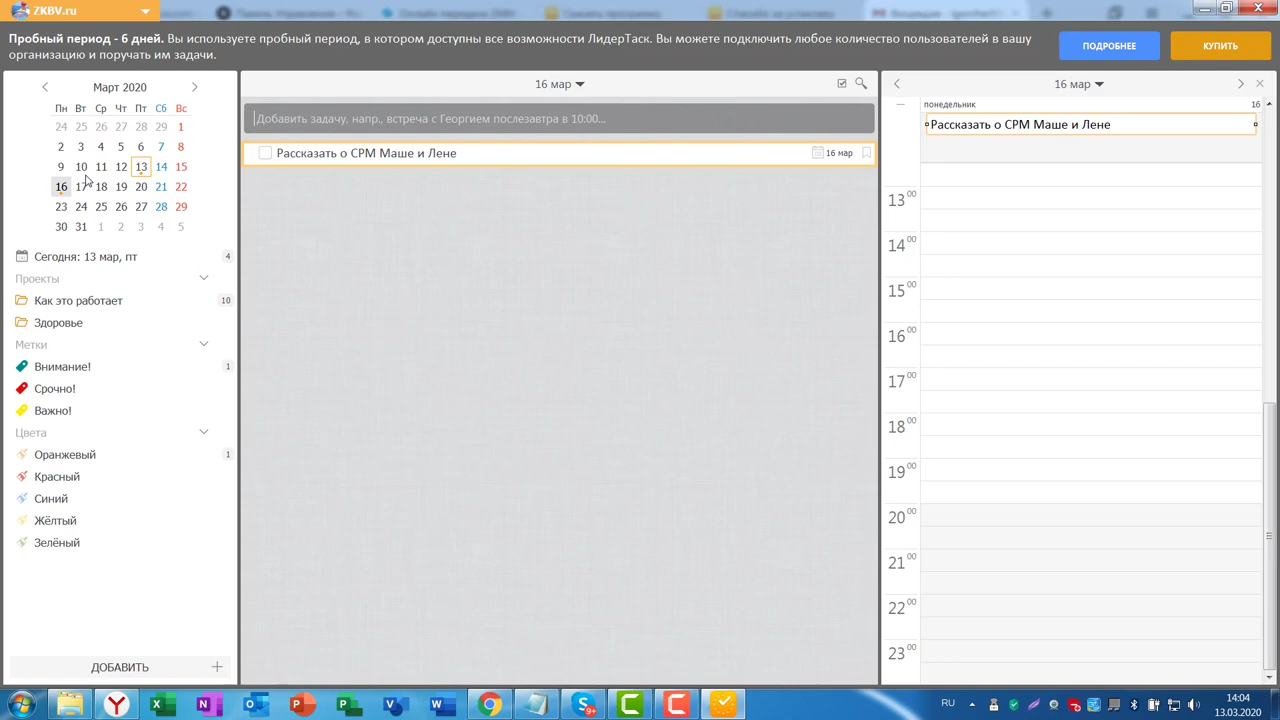 ZKBV.ru
Пробный период - 6 дней. Вы используете пробный период, в котором доступны все возможности ЛидерТаск. Вы можете подключить любое количество пользователей в вашу
организацию и поручать им задачи.
ПОДРОБНЕЕ
КУПИТЬ
Март 2020
Пн Вт Ср Чт Пт Сб Вс
24 25 26 27 28 29 1
2 3 4 5 6 7 8
9 10 11 12 13 14 15
16 17 18 19 20 21 22
23 24 25 26 27 28 29
30 31 1 2 3 4 5
Сегодня: 13 мар, пт 4
Проекты
Как это работает 10
Здоровье
Метки
Внимание! 1
Срочно!
Важно!
Цвета
Оранжевый 1
Красный
Синий
Жёлтый
Зелёный
ДОБАВИТЬ
16 мар
Добавить задачу, напр., встреча с Георгием послезавтра в 10:00...
Рассказать о СРМ Маше и Лене 16 мар
16 мар
понедельник 16
Рассказать о СРМ Маше и Лене
13 00
14 00
15 00
16 00
17 00
18 00
19 00
20 00
21 00
22 00
23 00
RU
14:04
13.03.2020